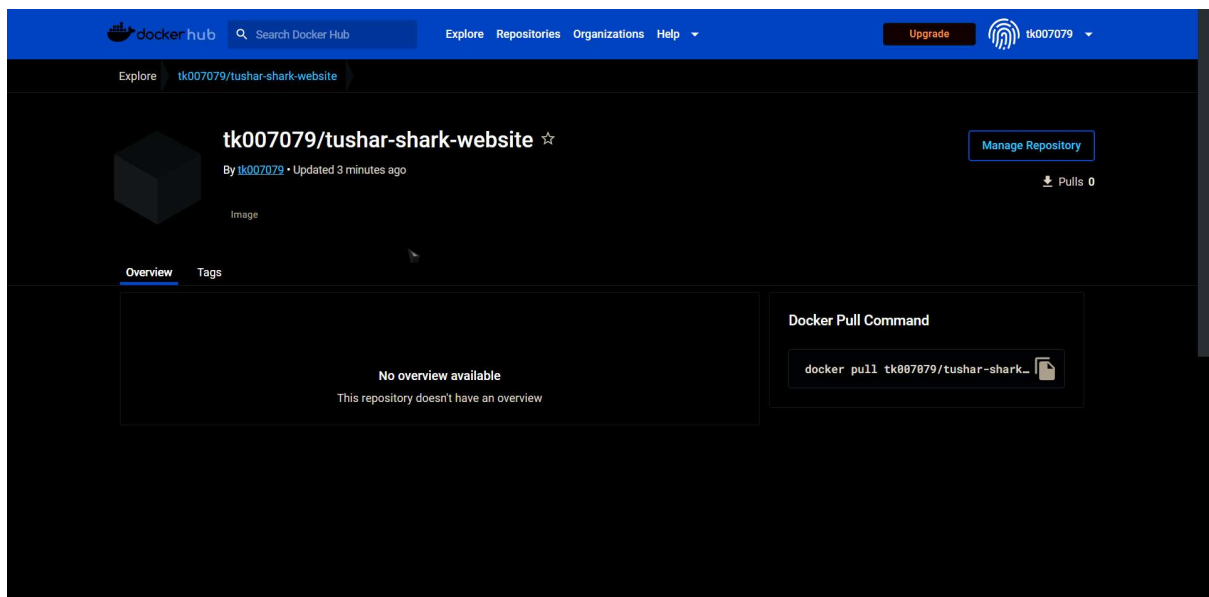 dockerhub Search Docker Hub Explore Repositories Organizations Help Upgrade tk007079
Explore tk007079/tushar-shark-website
tk007079/tushar-shark-website
By tk007079 • Updated 3 minutes ago
Image
Manage Repository
Pulls 0
Overview Tags
No overview available
This repository doesn't have an overview
Docker Pull Command
docker pull tk007079/tushar-shark…